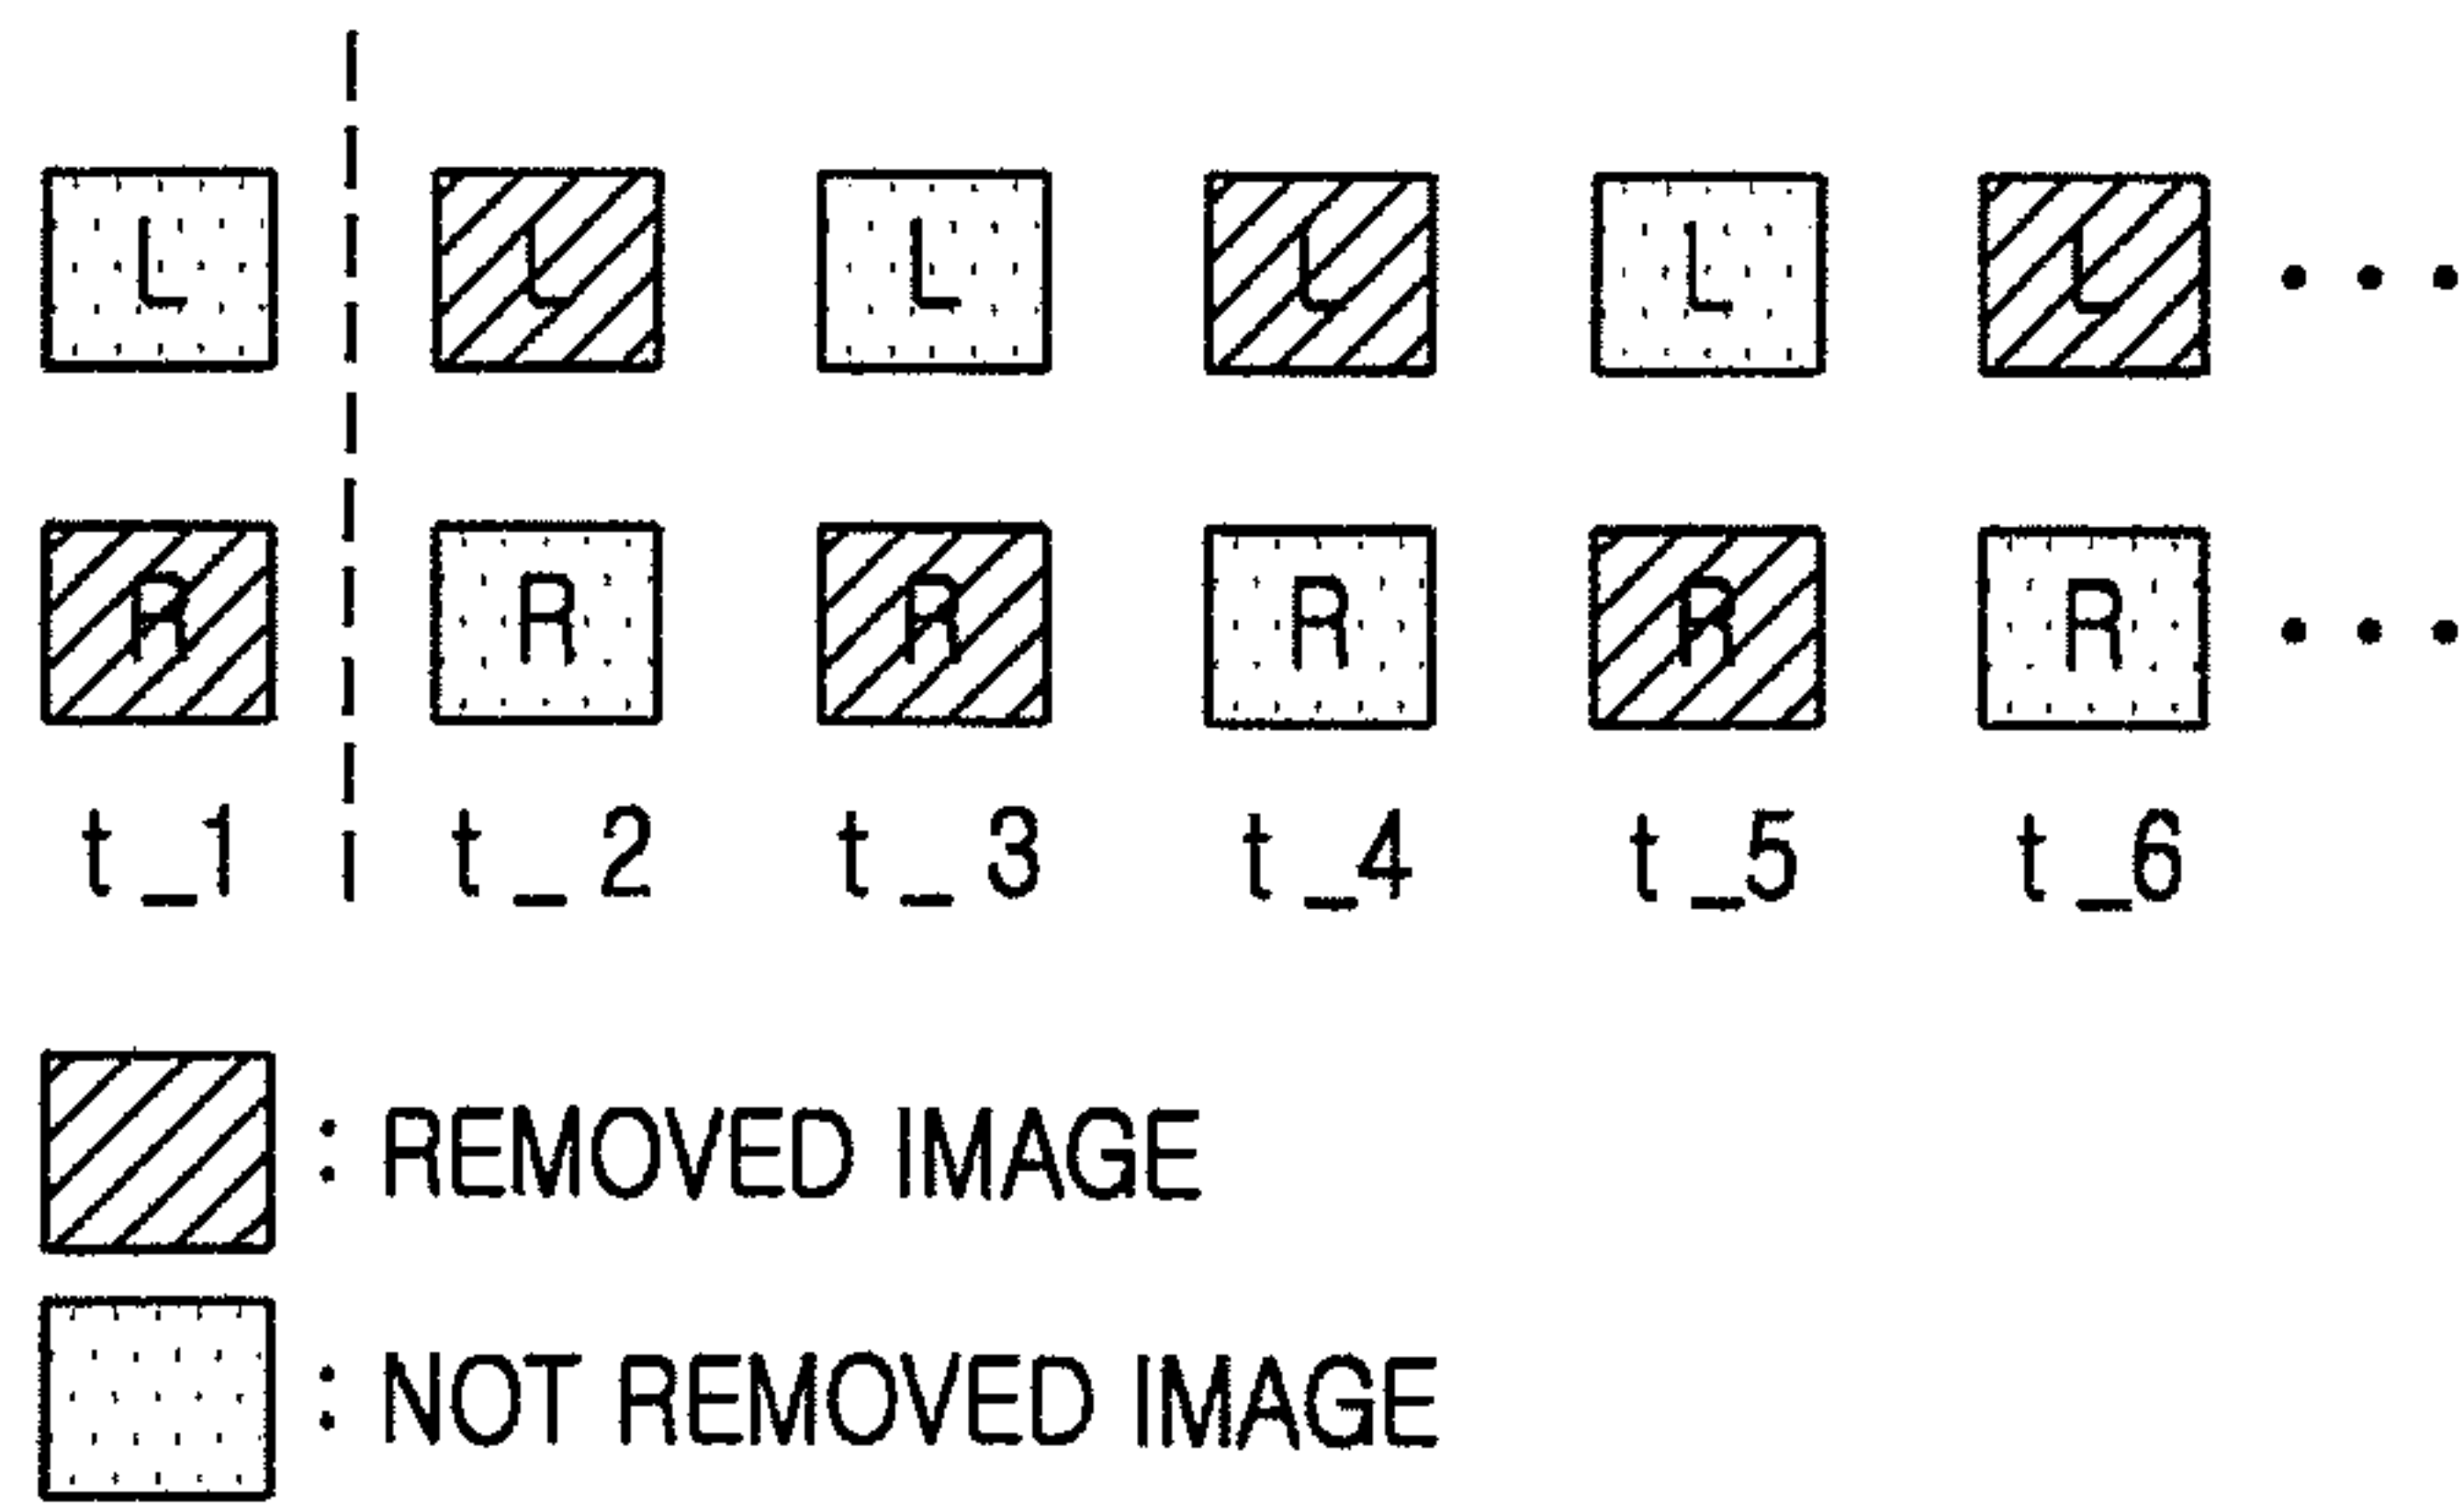 L L L L L L •••
R R R R R R •••
t_1 t_2 t_3 t_4 t_5 t_6
: REMOVED IMAGE
: NOT REMOVED IMAGE